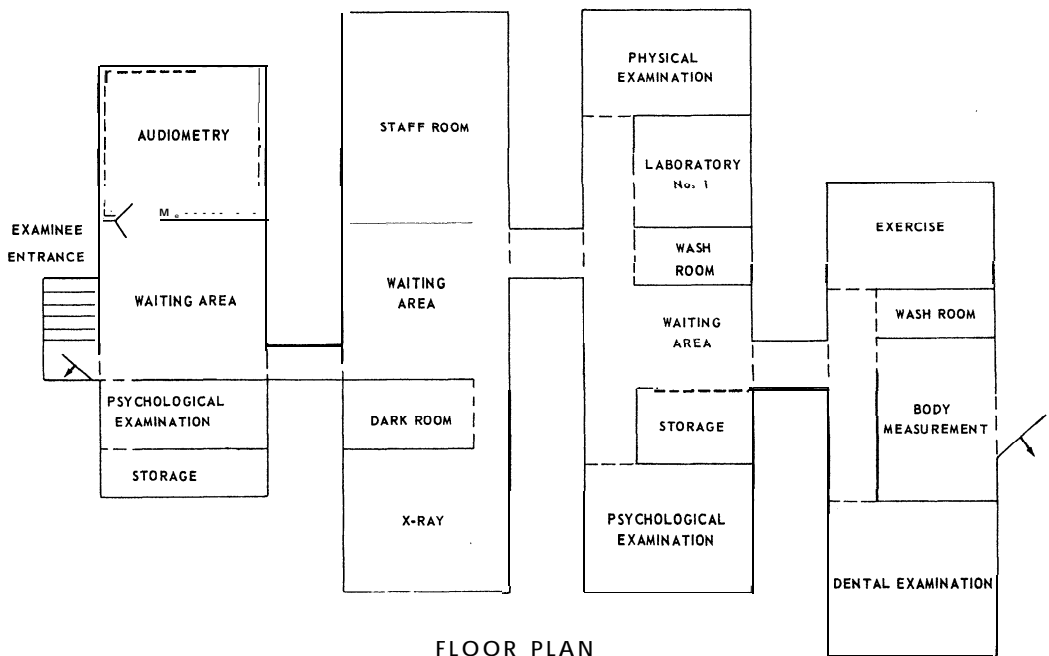 EXAMINEE
ENTRANCE
AUDIOMETRY
WAITING AREA
PSYCHOLOGICAL
EXAMINATION
STORAGE
STAFF ROOM
WAITING
AREA
DARK ROOM
X-RAY
PHYSICAL
EXAMINATION
LABORATORY
No. 1
WASH
ROOM
WAITING
AREA
STORAGE
PSYCHOLOGICAL
EXAMINATION
EXERCISE
WASH ROOM
BODY
MEASUREMENT
DENTAL EXAMINATION
FLOOR PLAN